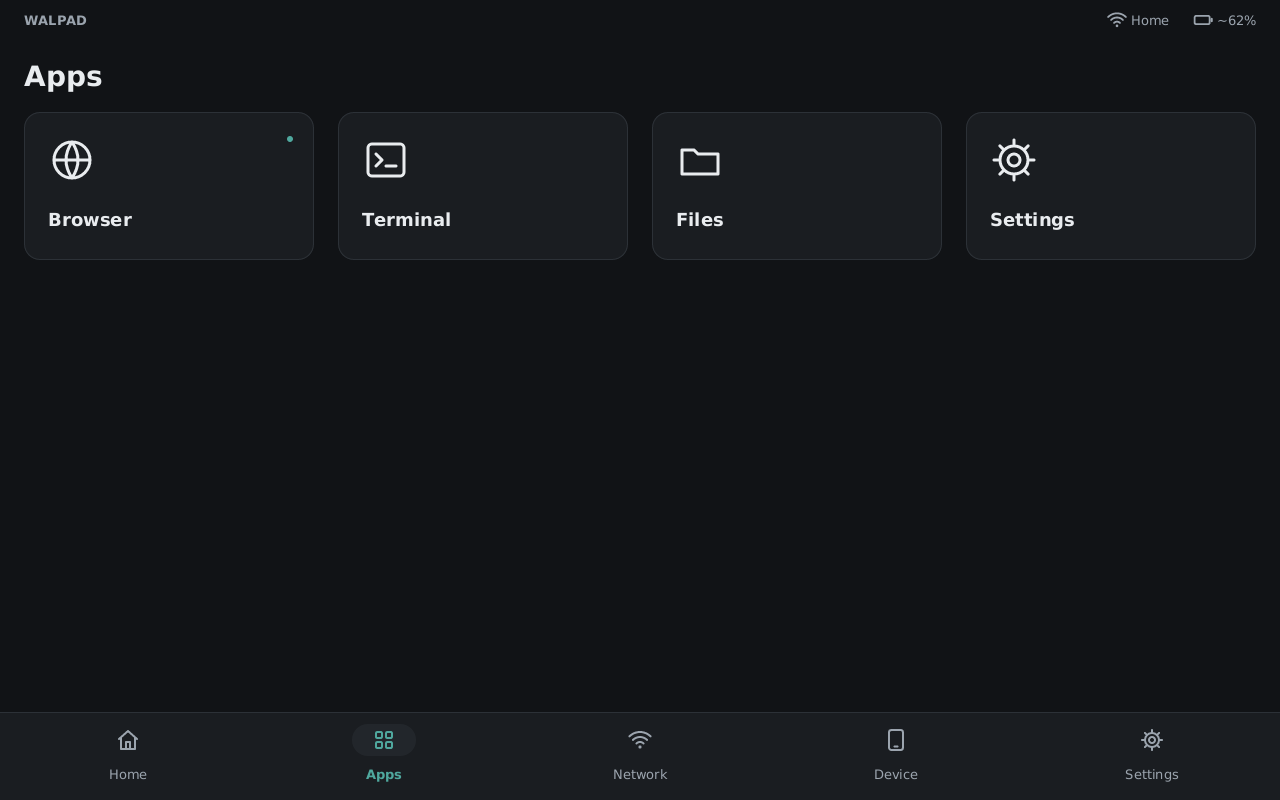 WALPAD
Home ~62%
Apps
Browser Terminal Files Settings
Home Apps Network Device Settings